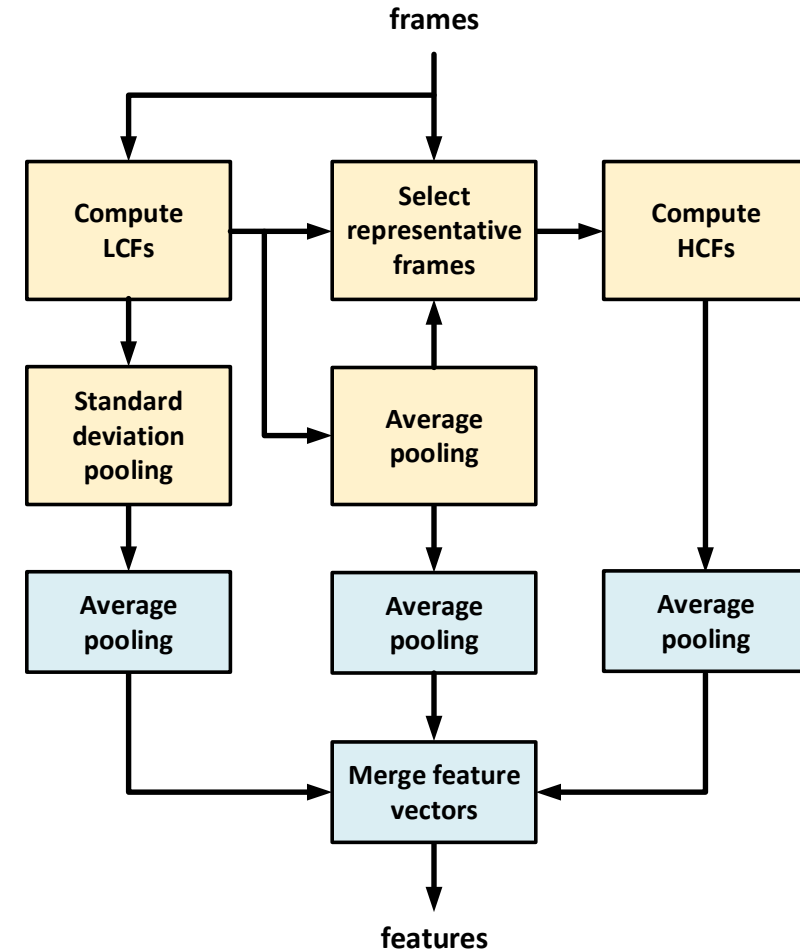 frames
Compute
LCFs
Select
representative
frames
Compute
HCFs
Standard
deviation
pooling
Average
pooling
Average
pooling
Average
pooling
Average
pooling
Merge feature
vectors
features